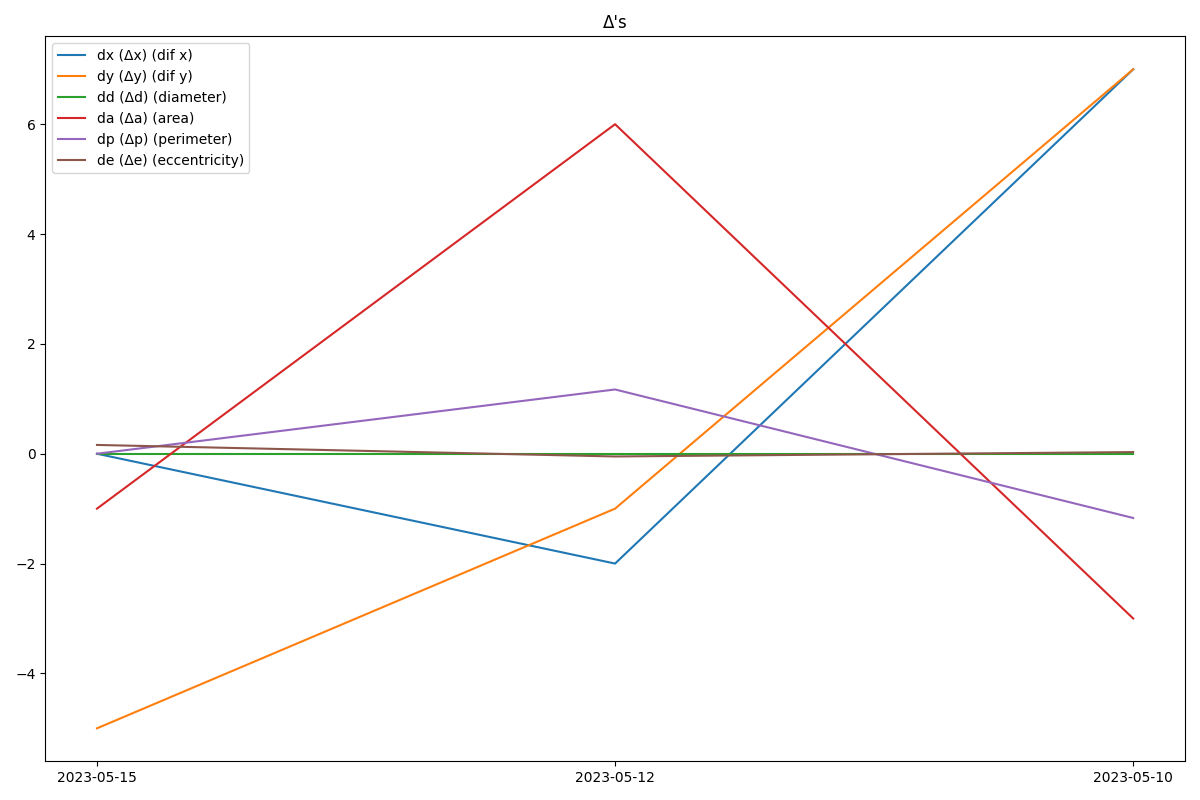 Δ's
dx (Δx) (dif x)
dy (Δy) (dif y)
dd (Δd) (diameter)
da (Δa) (area)
dp (Δp) (perimeter)
de (Δe) (eccentricity)
6
4
2
0
−2
−4
2023-05-15
2023-05-12
2023-05-10